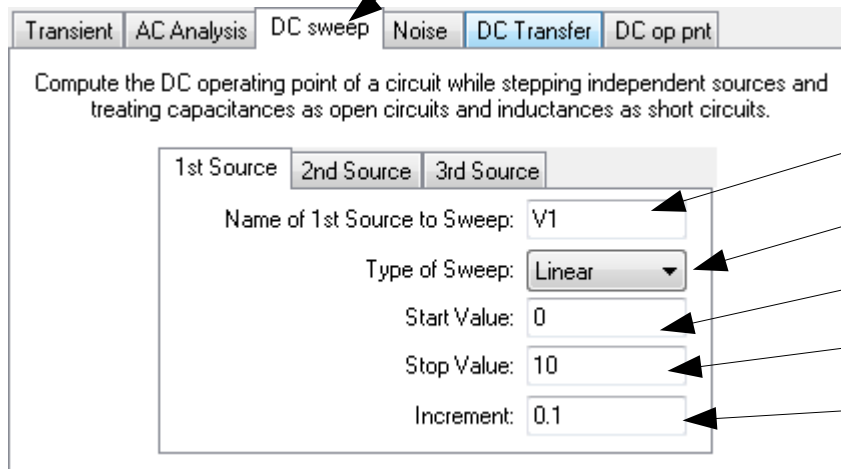 Transient AC Analysis DC sweep Noise DC Transfer DC op pnt
Compute the DC operating point of a circuit while stepping independent sources and
treating capacitances as open circuits and inductances as short circuits.
1st Source 2nd Source 3rd Source
Name of 1st Source to Sweep: V1
Type of Sweep: Linear
Start Value: 0
Stop Value: 10
Increment: 0.1